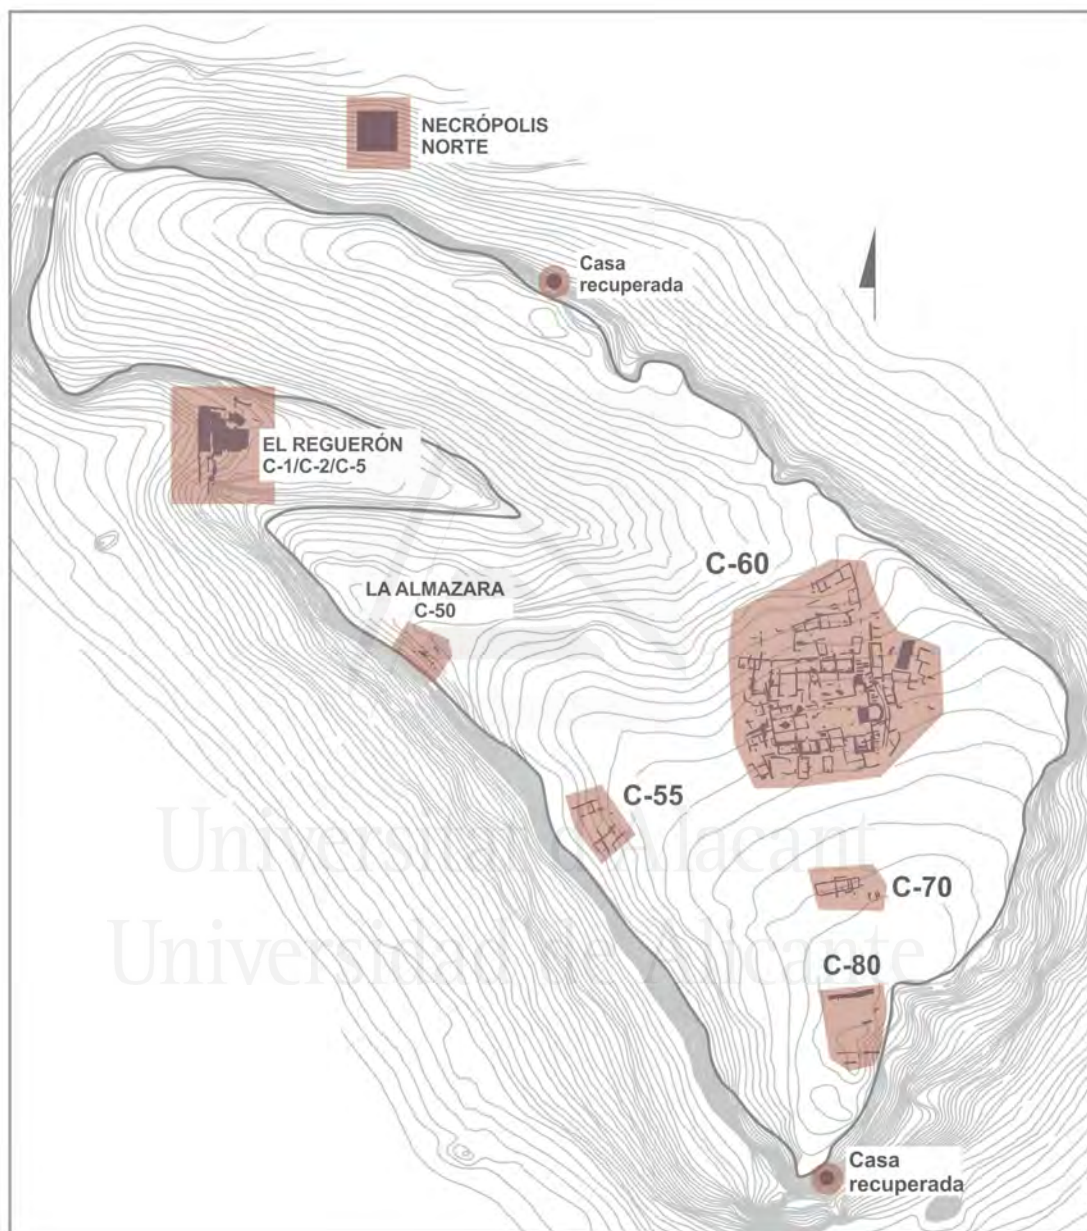 NECRÓPOLIS
NORTE
Casa
recuperada
EL REGUERÓN
C-1/C-2/C-5
C-60
LA ALMAZARA
C-50
C-55
Universitat d'Alacant
C-70
Universidad de Alicante
C-80
Casa
recuperada